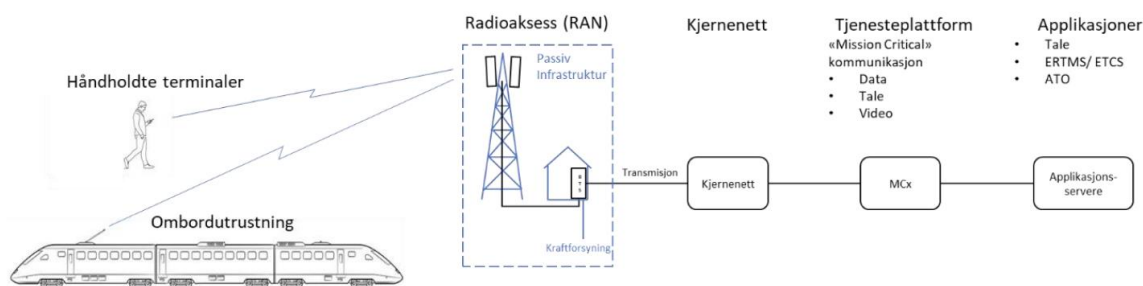 Håndholdte terminaler
Ombordutrustning
Radioaksess (RAN)
Passiv
Infrastruktur
BTS
Kraftforsyning
Transmisjon
Kjernenett
Kjernenett
Tjenesteplattform
«Mission Critical»
kommunikasjon
• Data
• Tale
• Video
MCx
Applikasjoner
• Tale
• ERTMS/ ETCS
• ATO
Applikasjons-
servere